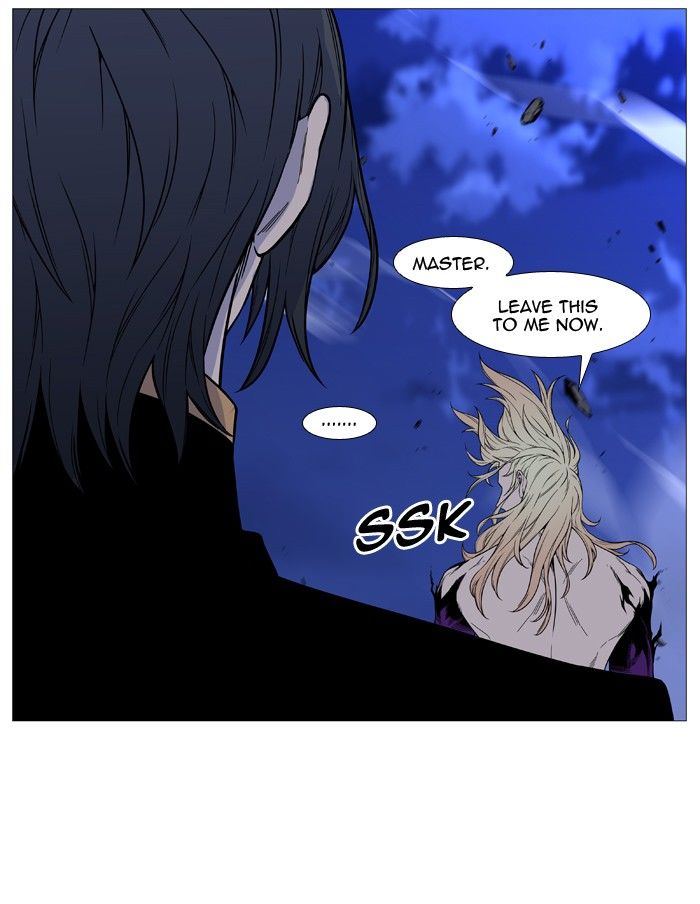 MASTER.
LEAVE THIS
TO ME NOW.
.......
SSK